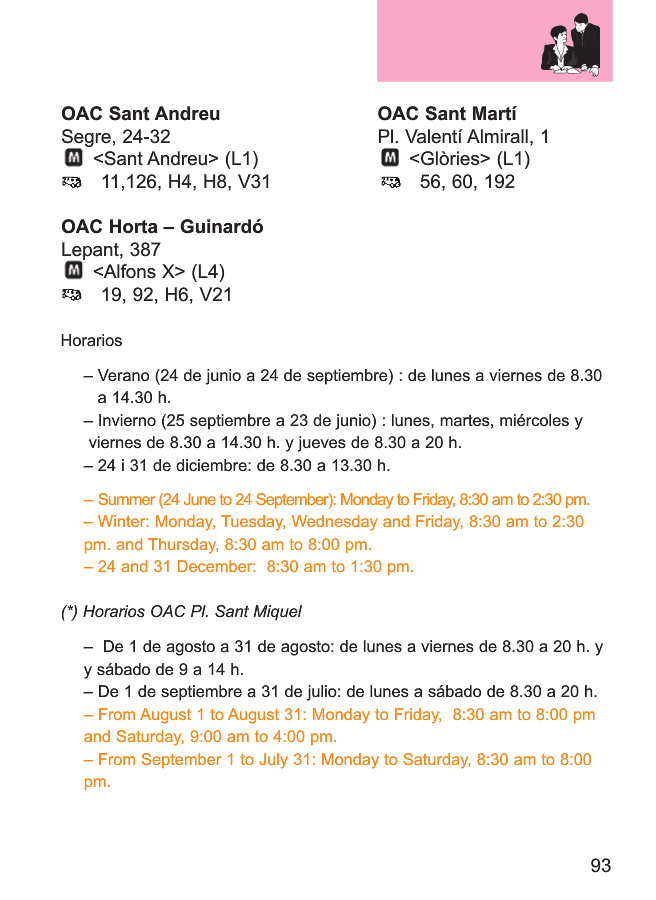 OAC Sant Andreu
Segre, 24-32
M <Sant Andreu> (L1)
11,126, H4, H8, V31
OAC Sant Martí
Pl. Valentí Almirall, 1
M <Glòries> (L1)
56, 60, 192
OAC Horta – Guinardó
Lepant, 387
M <Alfons X> (L4)
19, 92, H6, V21
Horarios
– Verano (24 de junio a 24 de septiembre) : de lunes a viernes de 8.30
a 14.30 h.
– Invierno (25 septiembre a 23 de junio) : lunes, martes, miércoles y
viernes de 8.30 a 14.30 h. y jueves de 8.30 a 20 h.
– 24 i 31 de diciembre: de 8.30 a 13.30 h.
– Summer (24 June to 24 September): Monday to Friday, 8:30 am to 2:30 pm.
– Winter: Monday, Tuesday, Wednesday and Friday, 8:30 am to 2:30
pm. and Thursday, 8:30 am to 8:00 pm.
– 24 and 31 December:  8:30 am to 1:30 pm.
(*) Horarios OAC Pl. Sant Miquel
–  De 1 de agosto a 31 de agosto: de lunes a viernes de 8.30 a 20 h. y
y sábado de 9 a 14 h.
– De 1 de septiembre a 31 de julio: de lunes a sábado de 8.30 a 20 h.
– From August 1 to August 31: Monday to Friday,  8:30 am to 8:00 pm
and Saturday, 9:00 am to 4:00 pm.
– From September 1 to July 31: Monday to Saturday, 8:30 am to 8:00
pm.
93